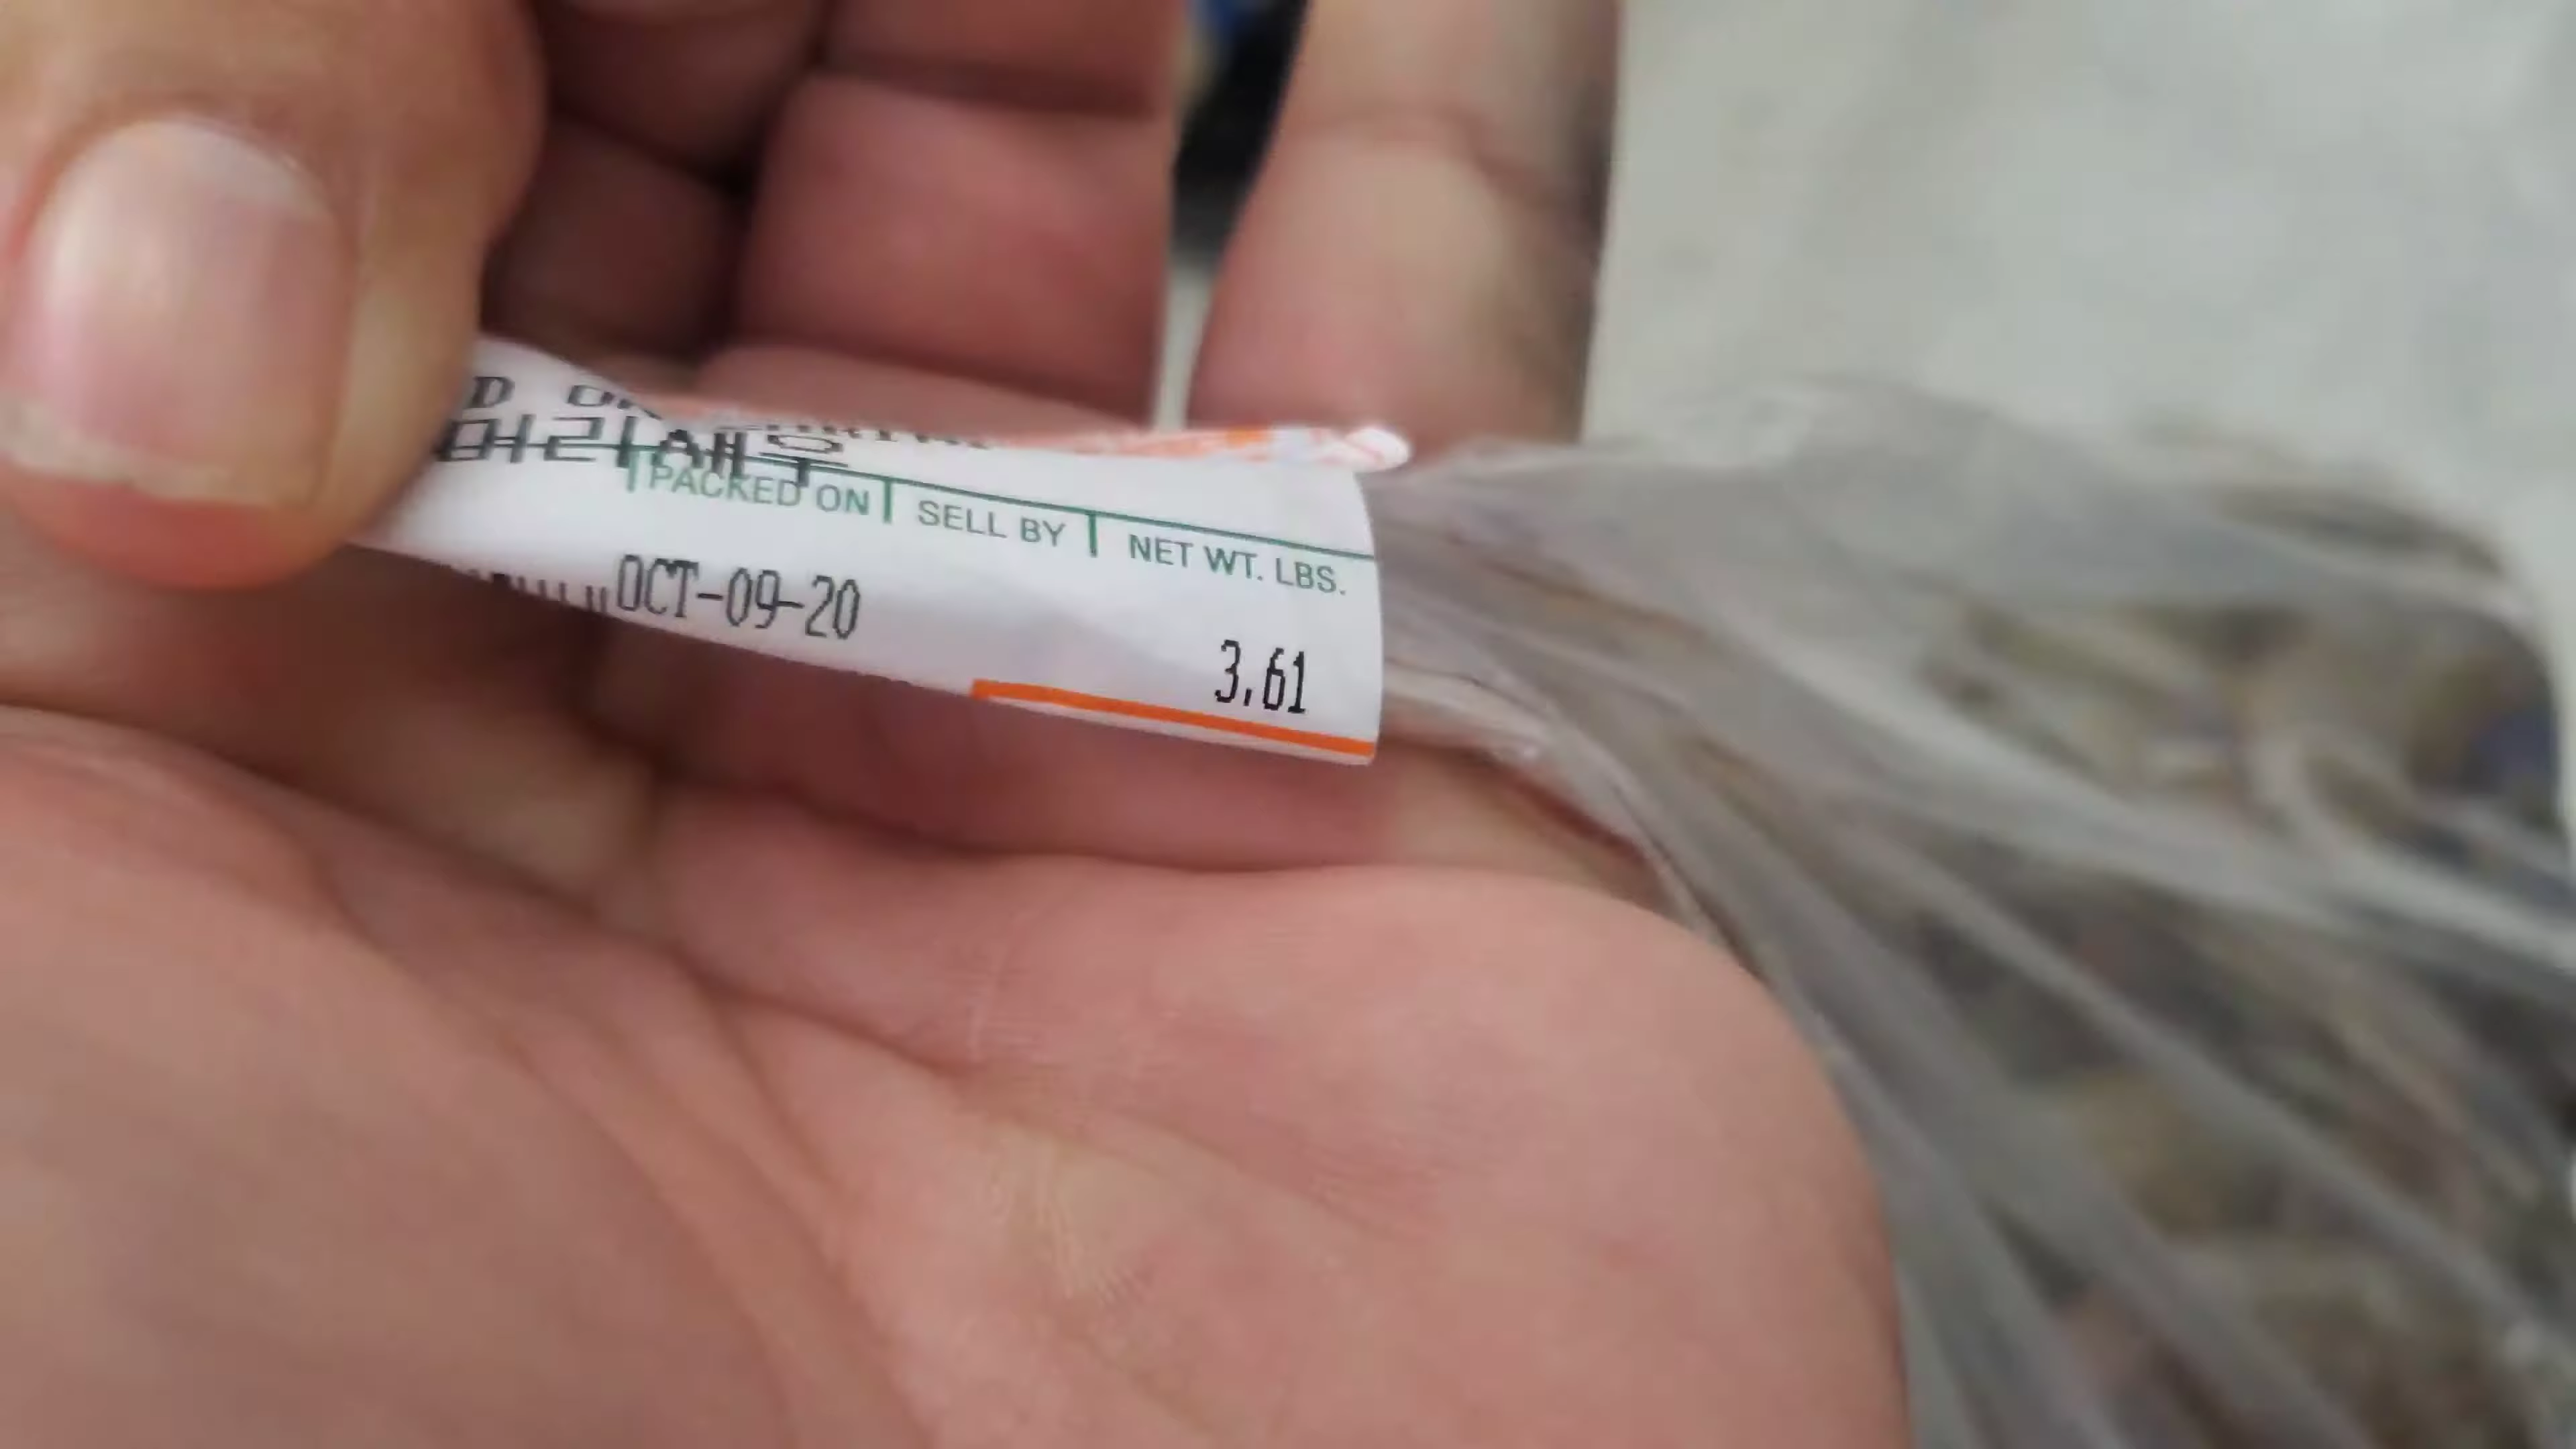 머리새우
PACKED ON SELL BY NET WT. LBS.
OCT-09-20
3.61